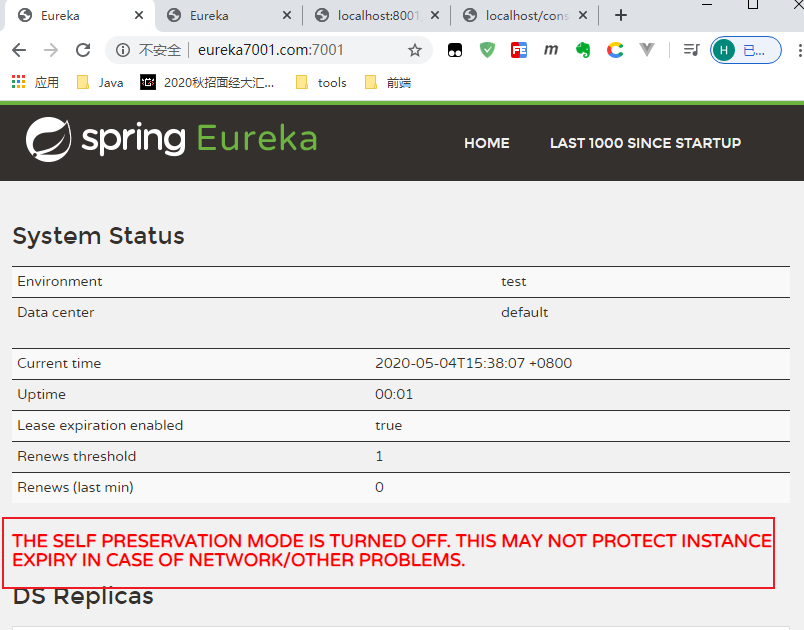 Eureka
Eureka
localhost:8001
localhost/cons
不安全 eureka7001.com:7001
H 已...
应用 Java 2020秋招面经大汇... tools 前端
spring Eureka
HOME LAST 1000 SINCE STARTUP
System Status
Environment test
Data center default
Current time 2020-05-04T15:38:07 +0800
Uptime 00:01
Lease expiration enabled true
Renews threshold 1
Renews (last min) 0
THE SELF PRESERVATION MODE IS TURNED OFF. THIS MAY NOT PROTECT INSTANCE
EXPIRY IN CASE OF NETWORK/OTHER PROBLEMS.
DS Replicas